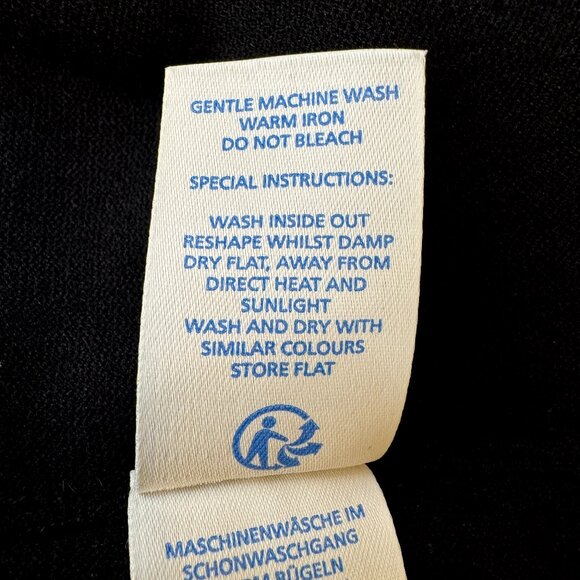 GENTLE MACHINE WASH
WARM IRON
DO NOT BLEACH
SPECIAL INSTRUCTIONS:
WASH INSIDE OUT
RESHAPE WHILST DAMP
DRY FLAT, AWAY FROM
DIRECT HEAT AND
SUNLIGHT
WASH AND DRY WITH
SIMILAR COLOURS
STORE FLAT
MASCHINENWÄSCHE IM
SCHONWASCHGANG
BÜGELN